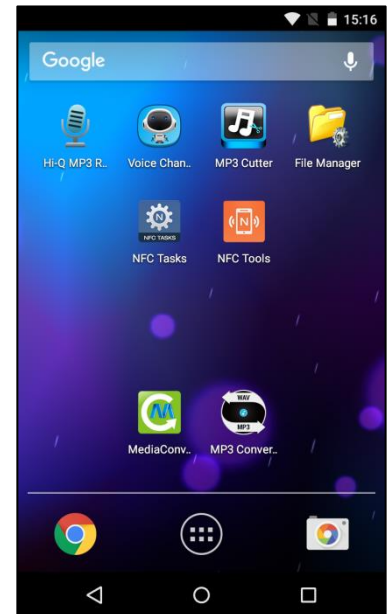 15:16
Google
Hi-Q MP3 R..
Voice Chan..
MP3 Cutter
File Manager
NFC TASKS
N
NFC Tasks
NFC Tools
WAV
MP3
MediaConv..
MP3 Conver..